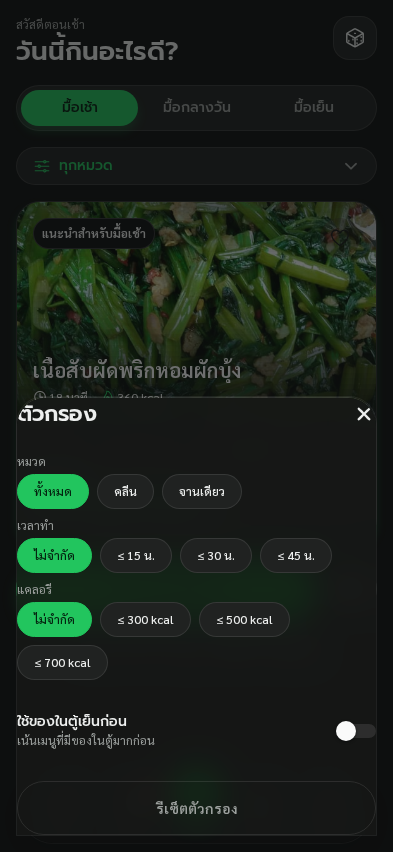 สวัสดีตอนเช้า
วันนี้กินอะไรดี?
มื้อเช้า
มื้อกลางวัน
มื้อเย็น
ทุกหมวด
แนะนำสำหรับมื้อเช้า
เนื้อสับผัดพริกหอมผักบุ้ง
18 นาที 360 kcal
ตัวกรอง
หมวด
ทั้งหมด
คลีน
จานเดียว
เวลาทำ
ไม่จำกัด
≤ 15 น.
≤ 30 น.
≤ 45 น.
แคลอรี
ไม่จำกัด
≤ 300 kcal
≤ 500 kcal
≤ 700 kcal
ใช้ของในตู้เย็นก่อน
เน้นเมนูที่มีของในตู้มากก่อน
รีเซ็ตตัวกรอง